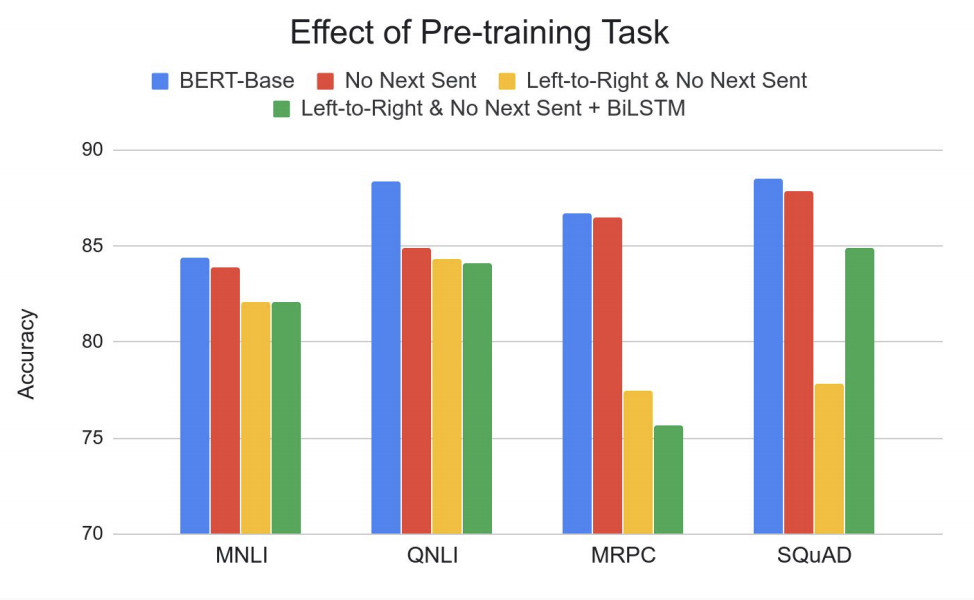 Effect of Pre-training Task
BERT-Base No Next Sent Left-to-Right & No Next Sent
Left-to-Right & No Next Sent + BiLSTM
90
85
80
75
70
Accuracy
MNLI QNLI MRPC SQuAD